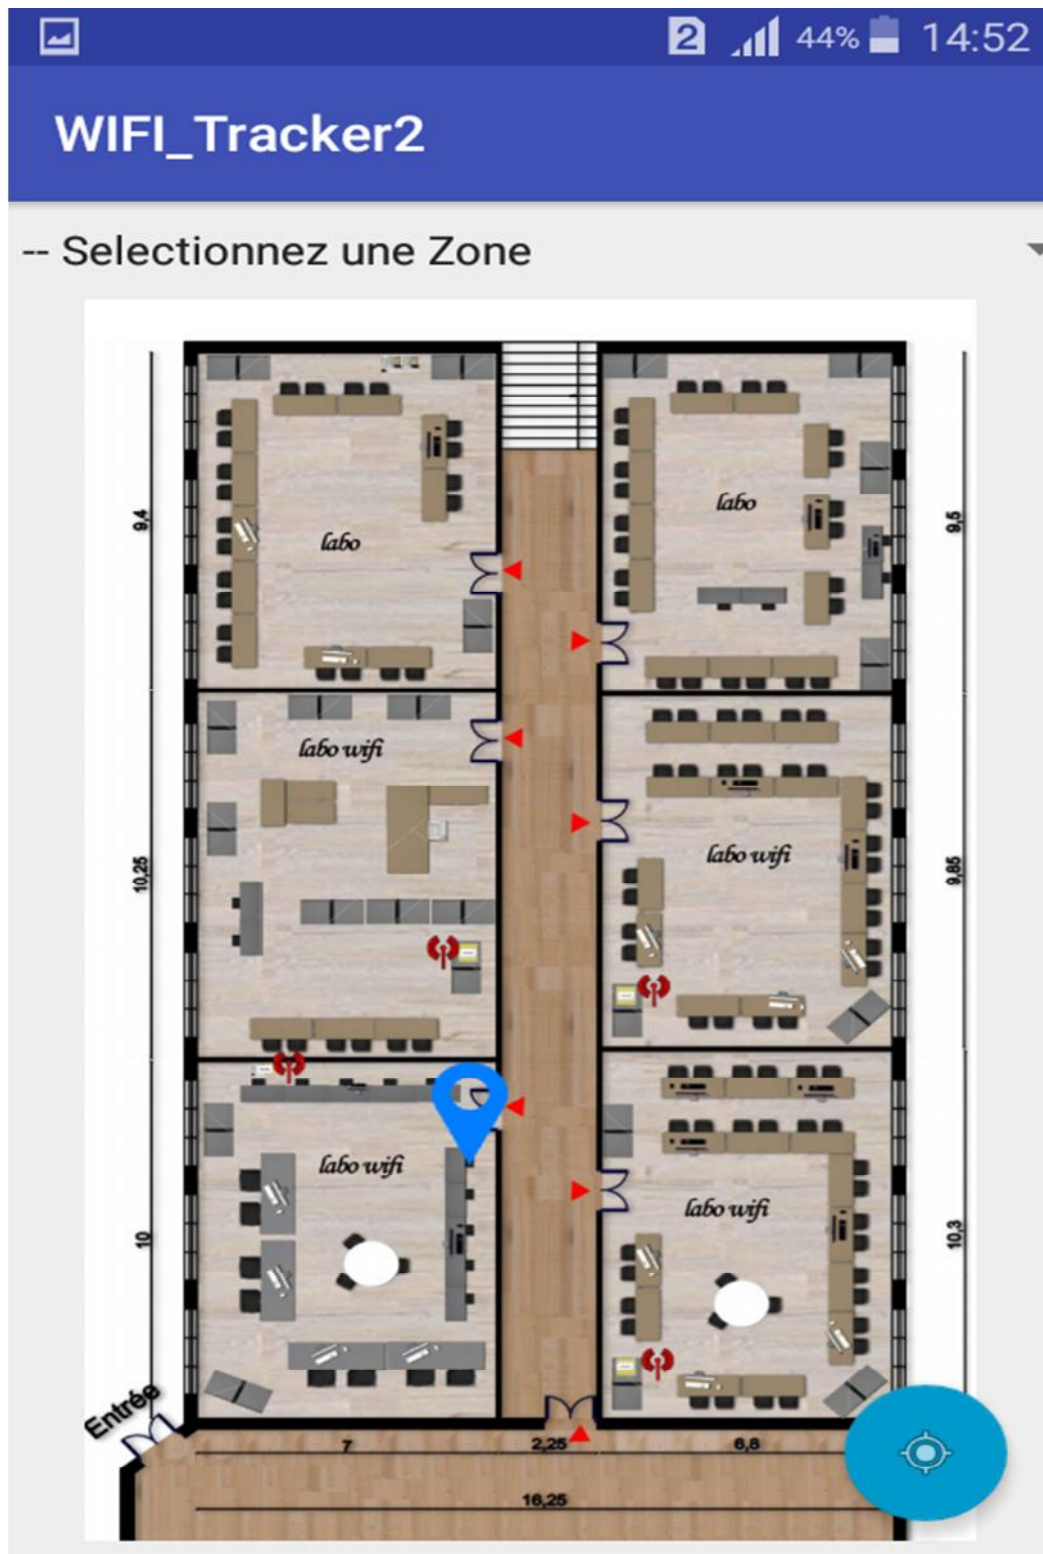 2 44% 14:52
WIFI_Tracker2
-- Selectionnez une Zone
9,4
labo
labo
9,5
labo wifi
10,25
labo wifi
9,85
labo wifi
10
labo wifi
10,3
Entrée
7
2,25
6,8
16,25